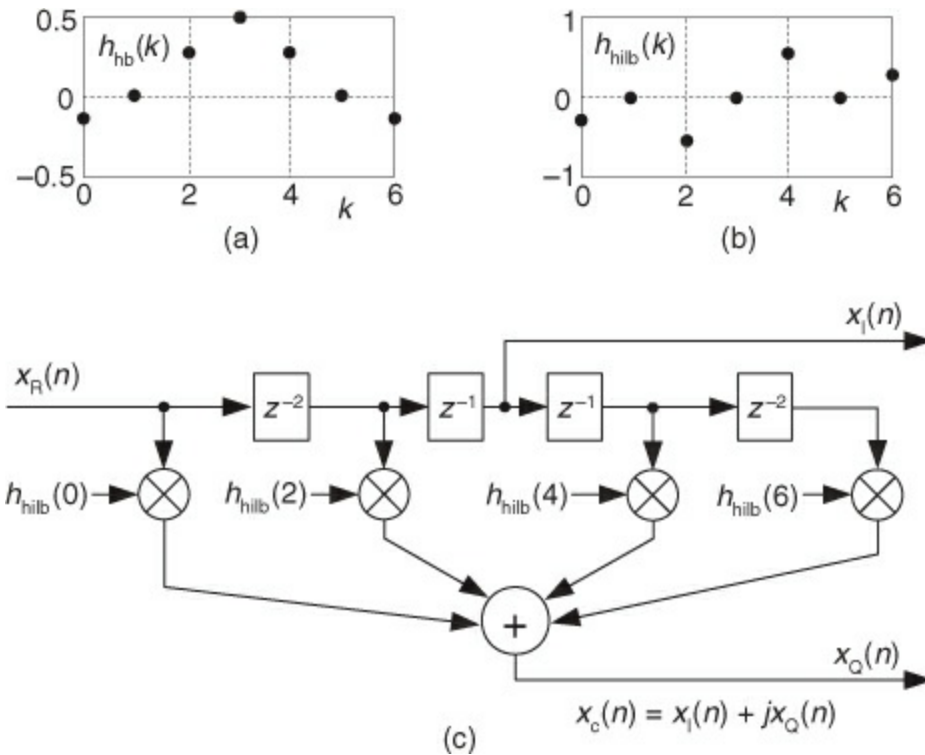 0.5
h_hb(k)
0
−0.5
0 2 4 6
k
(a)
1
h_hilb(k)
0
−1
0 2 4 6
k
(b)
x_I(n)
x_R(n)
z⁻² z⁻¹ z⁻¹ z⁻²
h_hilb(0) h_hilb(2) h_hilb(4) h_hilb(6)
+
x_Q(n)
x_c(n) = x_I(n) + jx_Q(n)
(c)